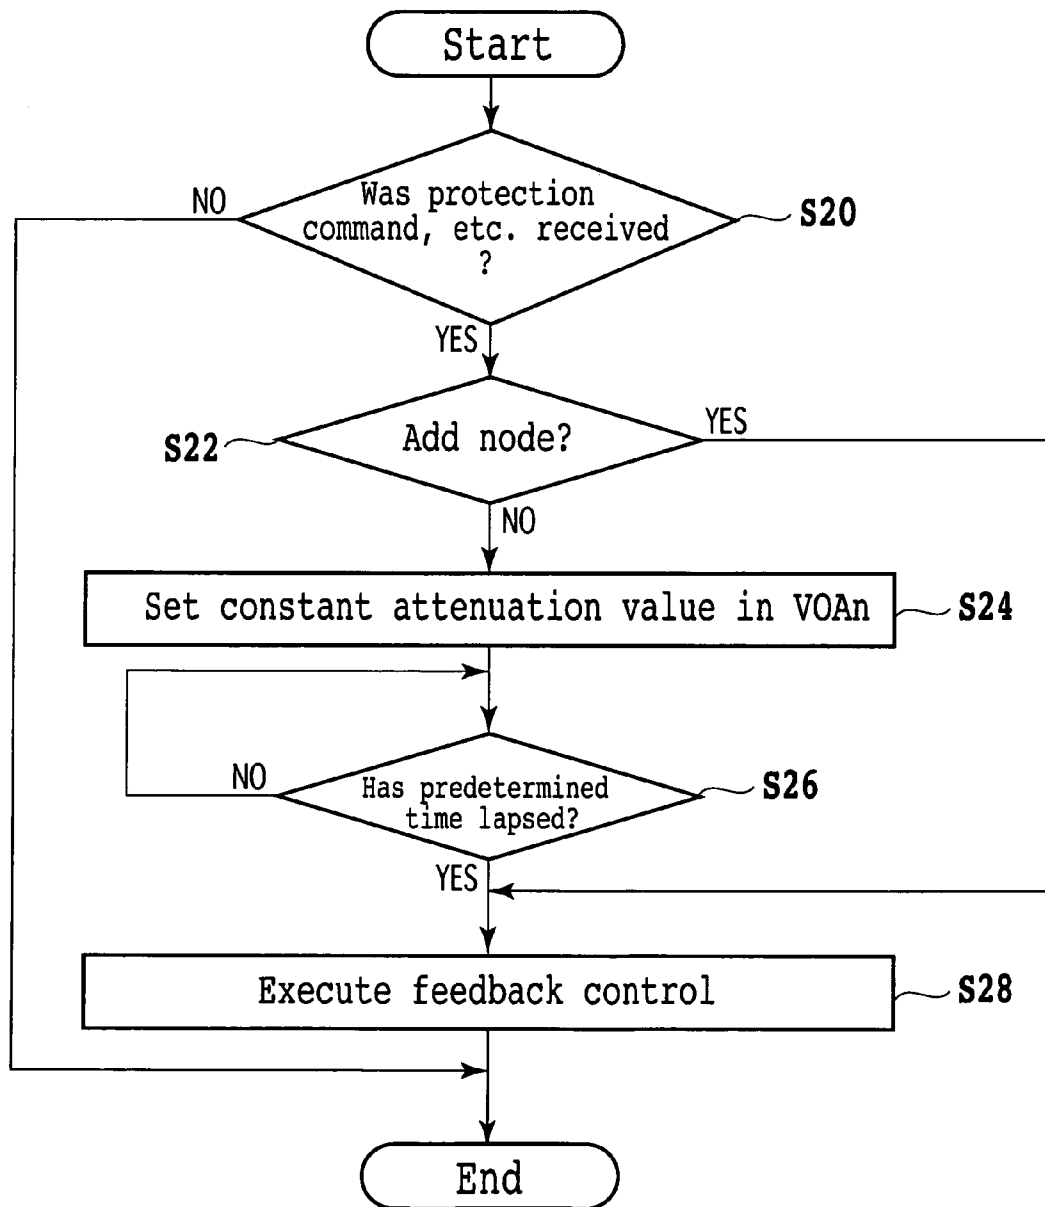 Start
Was protection
command, etc. received
?
NO
S20
YES
Add node?
YES
S22
NO
Set constant attenuation value in VOAn
S24
Has predetermined
time lapsed?
NO
S26
YES
Execute feedback control
S28
End